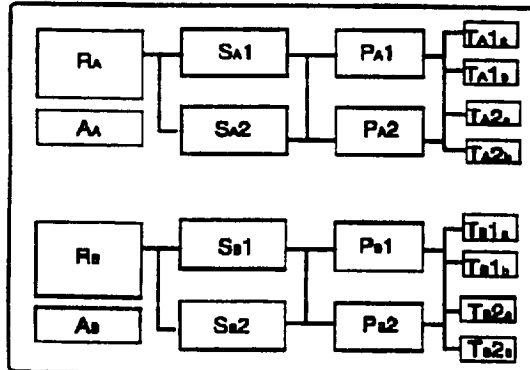 RA SA1 PA1 TA1a
TA1b
AA SA2 PA2 TA2a
TA2b
RB SB1 PB1 TB1a
TB1b
AB SB2 PB2 TB2a